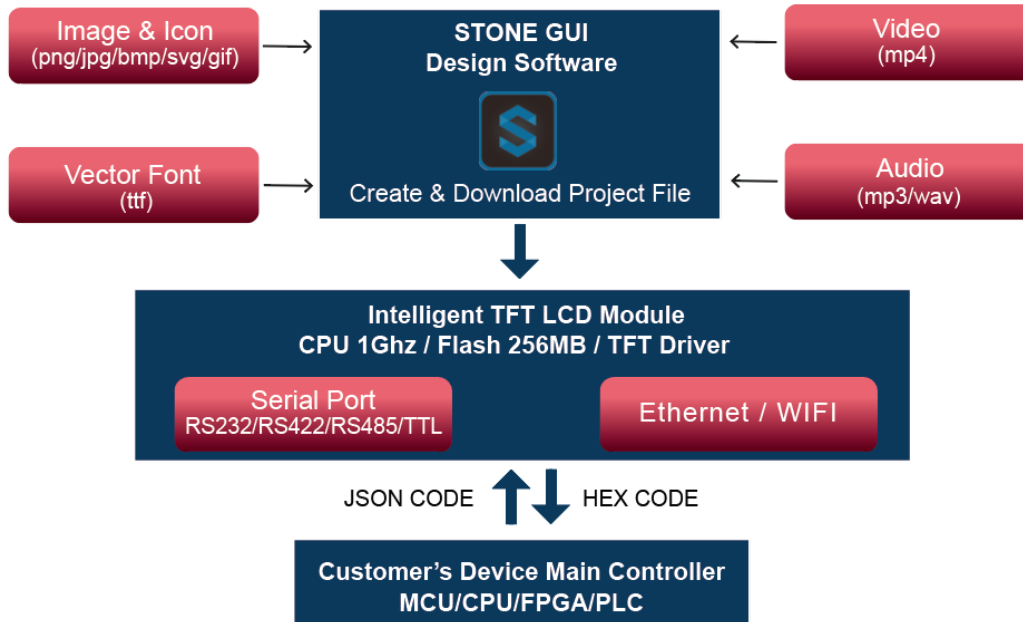 Image & Icon
(png/jpg/bmp/svg/gif)
STONE GUI
Design Software
Video
(mp4)
Vector Font
(ttf)
Create & Download Project File
Audio
(mp3/wav)
Intelligent TFT LCD Module
CPU 1Ghz / Flash 256MB / TFT Driver
Serial Port
RS232/RS422/RS485/TTL
Ethernet / WIFI
JSON CODE
HEX CODE
Customer's Device Main Controller
MCU/CPU/FPGA/PLC